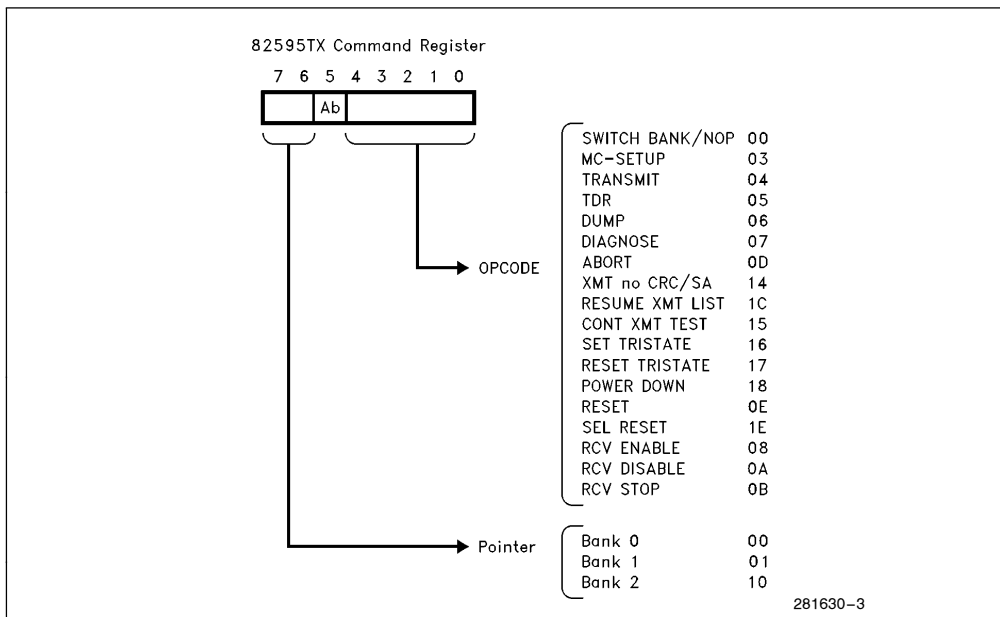 82595TX Command Register
7 6 5 4 3 2 1 0
Ab
OPCODE
SWITCH BANK/NOP 00
MC-SETUP 03
TRANSMIT 04
TDR 05
DUMP 06
DIAGNOSE 07
ABORT 0D
XMT no CRC/SA 14
RESUME XMT LIST 1C
CONT XMT TEST 15
SET TRISTATE 16
RESET TRISTATE 17
POWER DOWN 18
RESET 0E
SEL RESET 1E
RCV ENABLE 08
RCV DISABLE 0A
RCV STOP 0B
Pointer
Bank 0 00
Bank 1 01
Bank 2 10
281630-3